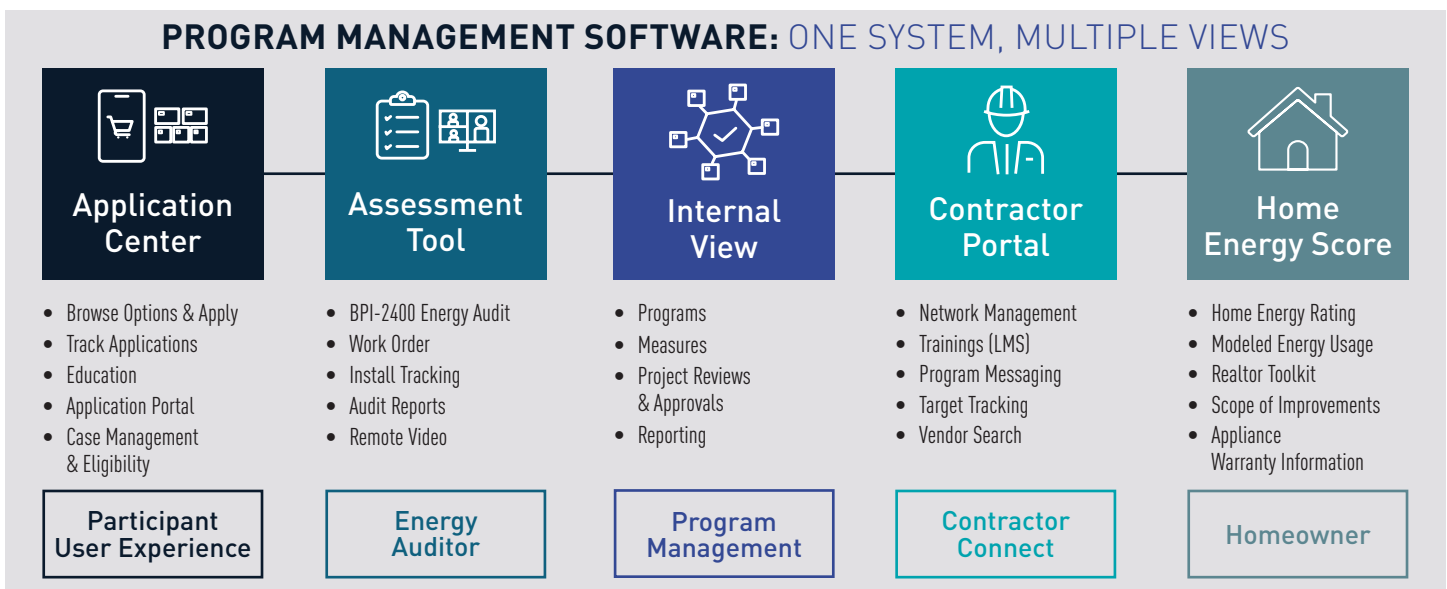 PROGRAM MANAGEMENT SOFTWARE: ONE SYSTEM, MULTIPLE VIEWS
Application
Center
• Browse Options & Apply
• Track Applications
• Education
• Application Portal
• Case Management
& Eligibility
Participant
User Experience
Assessment
Tool
• BPI-2400 Energy Audit
• Work Order
• Install Tracking
• Audit Reports
• Remote Video
Energy
Auditor
Internal
View
• Programs
• Measures
• Project Reviews
& Approvals
• Reporting
Program
Management
Contractor
Portal
• Network Management
• Trainings (LMS)
• Program Messaging
• Target Tracking
• Vendor Search
Contractor
Connect
Home
Energy Score
• Home Energy Rating
• Modeled Energy Usage
• Realtor Toolkit
• Scope of Improvements
• Appliance
Warranty Information
Homeowner